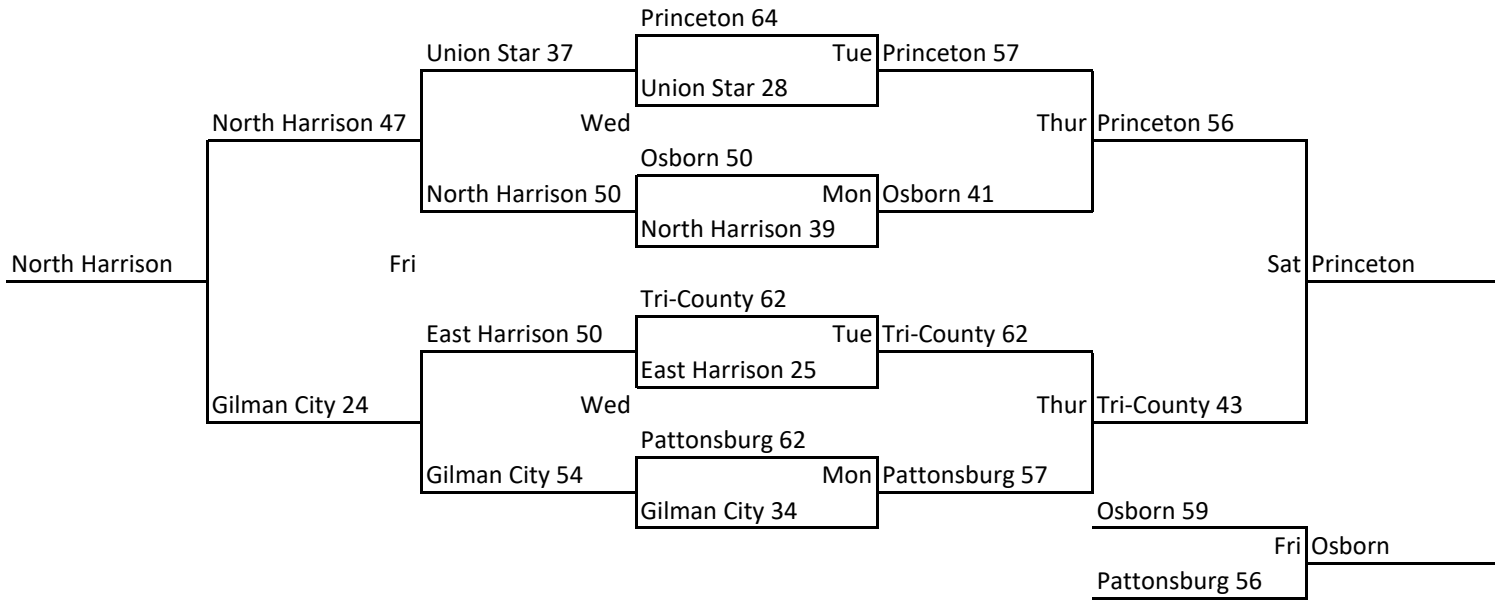 Princeton 64
Union Star 37
Tue
Princeton 57
Union Star 28
North Harrison 47
Wed
Thur
Princeton 56
Osborn 50
North Harrison 50
Mon
Osborn 41
North Harrison 39
North Harrison
Fri
Sat
Princeton
Tri-County 62
East Harrison 50
Tue
Tri-County 62
East Harrison 25
Gilman City 24
Wed
Thur
Tri-County 43
Pattonsburg 62
Gilman City 54
Mon
Pattonsburg 57
Gilman City 34
Osborn 59
Fri
Osborn
Pattonsburg 56